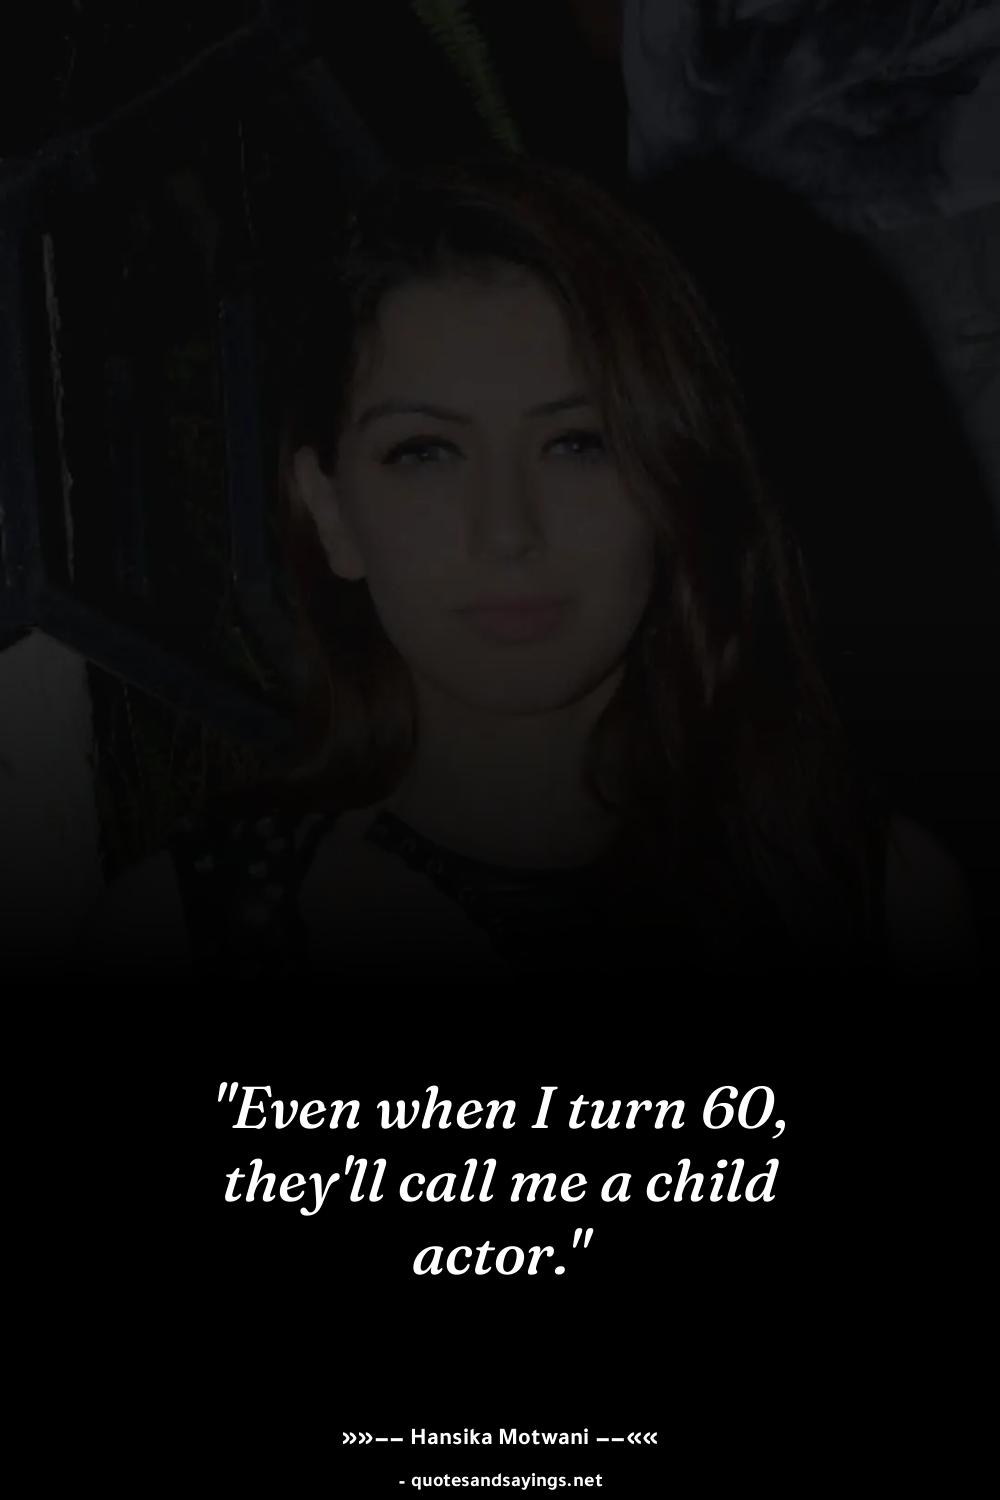 "Even when I turn 60,
they'll call me a child
actor."
»»–– Hansika Motwani ––««
- quotesandsayings.net